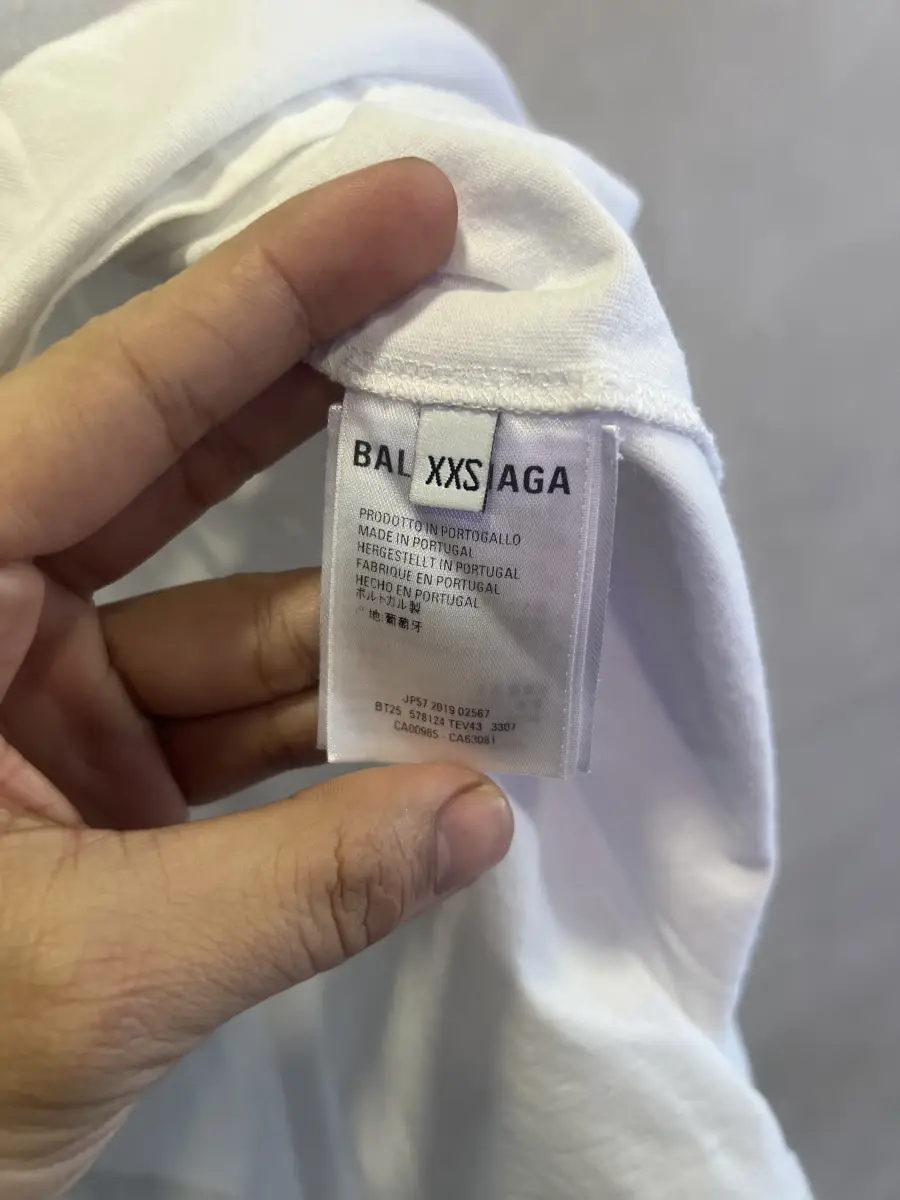 BAL XXS IAGA
PRODOTTO IN PORTOGALLO
MADE IN PORTUGAL
HERGESTELLT IN PORTUGAL
FABRIQUE EN PORTUGAL
HECHO EN PORTUGAL
ポルトガル製
产地:葡萄牙
JP57 2019 02567
BT25 578124 TEV43 3307
CA00985 - CA63081